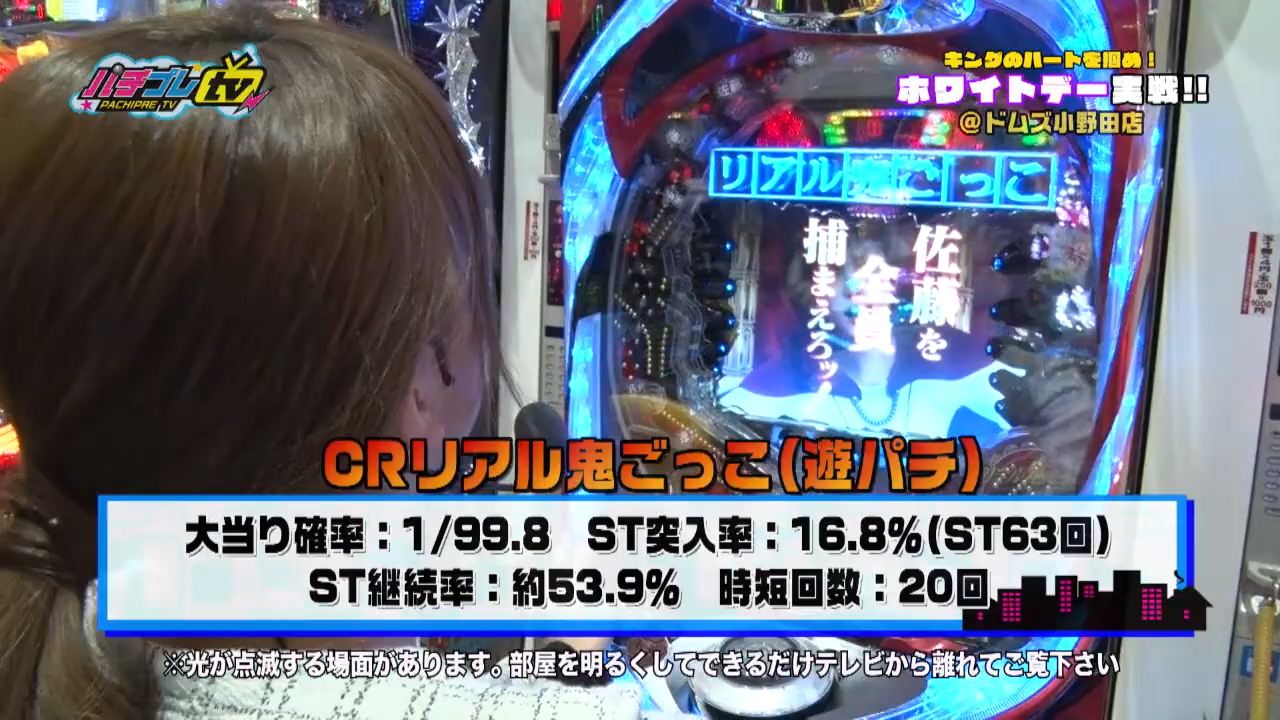 パチプレtv
PACHIPRE TV
キングのハートを掴め！
ホワイトデー実戦!!
@ドムズ小野田店
リアル鬼ごっこ
佐藤を
全員
捕まえろッ!
CRリアル鬼ごっこ(遊パチ)
大当り確率：1/99.8　ST突入率：16.8%(ST63回)
ST継続率：約53.9%　時短回数：20回
※光が点滅する場面があります。部屋を明るくしてできるだけテレビから離れてご覧下さい